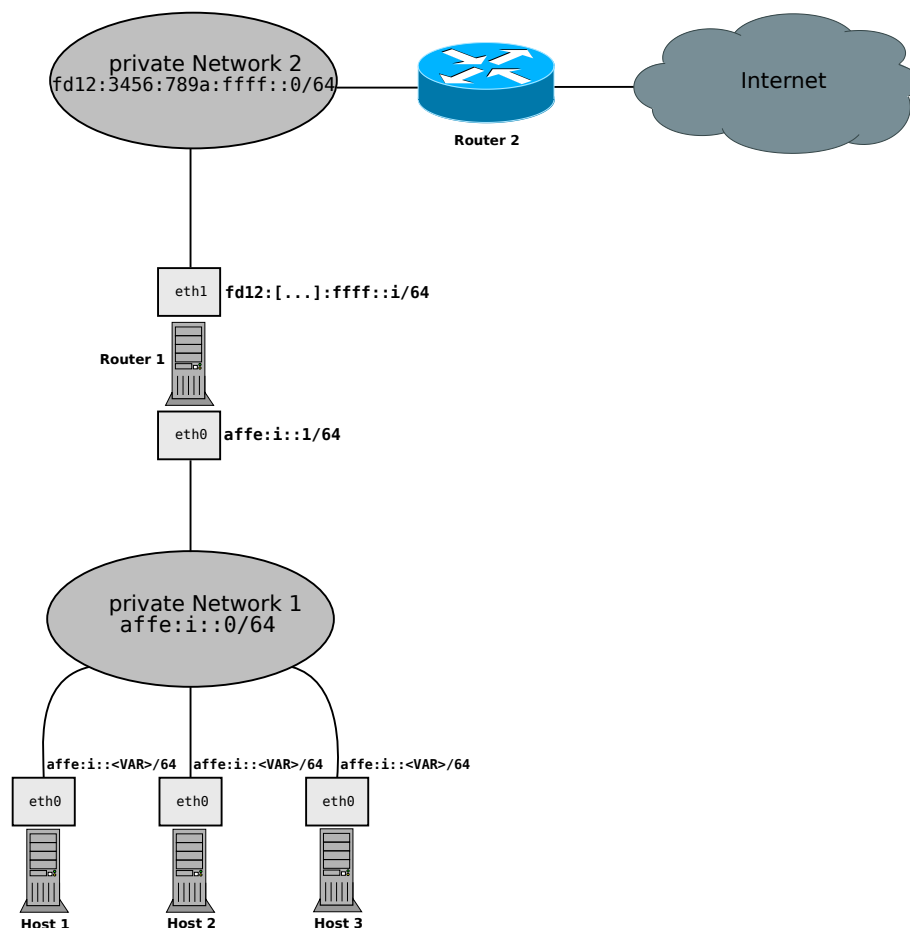 private Network 2
fd12:3456:789a:ffff::0/64
Internet
Router 2
eth1
fd12:[...]:ffff::i/64
Router 1
eth0
affe:i::1/64
private Network 1
affe:i::0/64
affe:i::<VAR>/64
affe:i::<VAR>/64
affe:i::<VAR>/64
eth0
eth0
eth0
Host 1
Host 2
Host 3